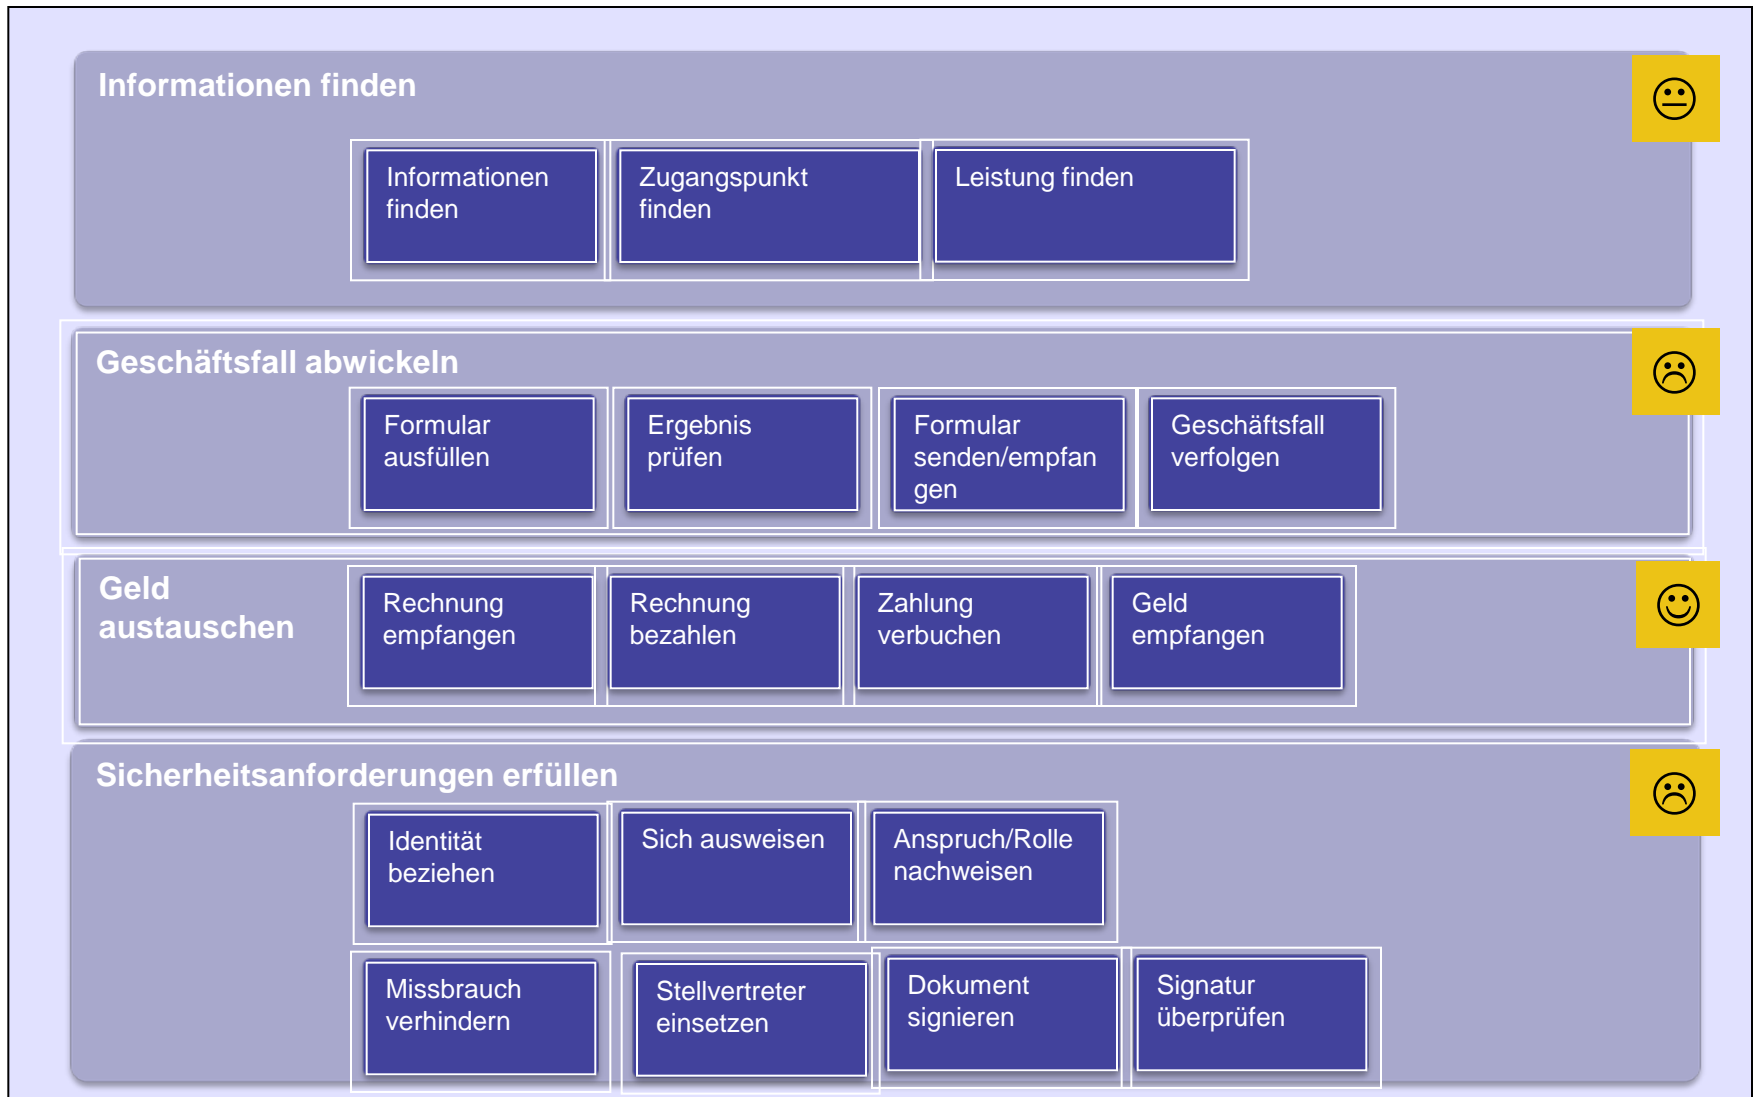 Informationen finden
Informationen
finden
Zugangspunkt
finden
Leistung finden
Geschäftsfall abwickeln
Formular
ausfüllen
Ergebnis
prüfen
Formular
senden/empfan
gen
Geschäftsfall
verfolgen
Geld
austauschen
Rechnung
empfangen
Rechnung
bezahlen
Zahlung
verbuchen
Geld
empfangen
Sicherheitsanforderungen erfüllen
Identität
beziehen
Sich ausweisen
Anspruch/Rolle
nachweisen
Missbrauch
verhindern
Stellvertreter
einsetzen
Dokument
signieren
Signatur
überprüfen